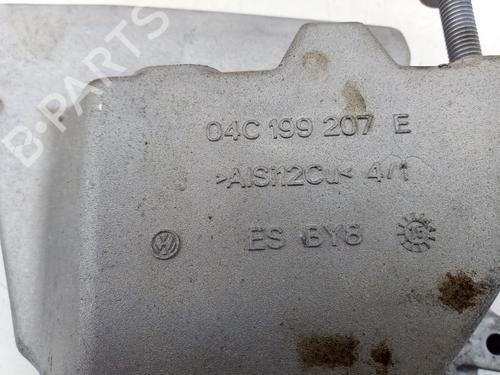 B-PARTS
04C 199 207 E
>AlSi12Cu< 4/1
ES BY8